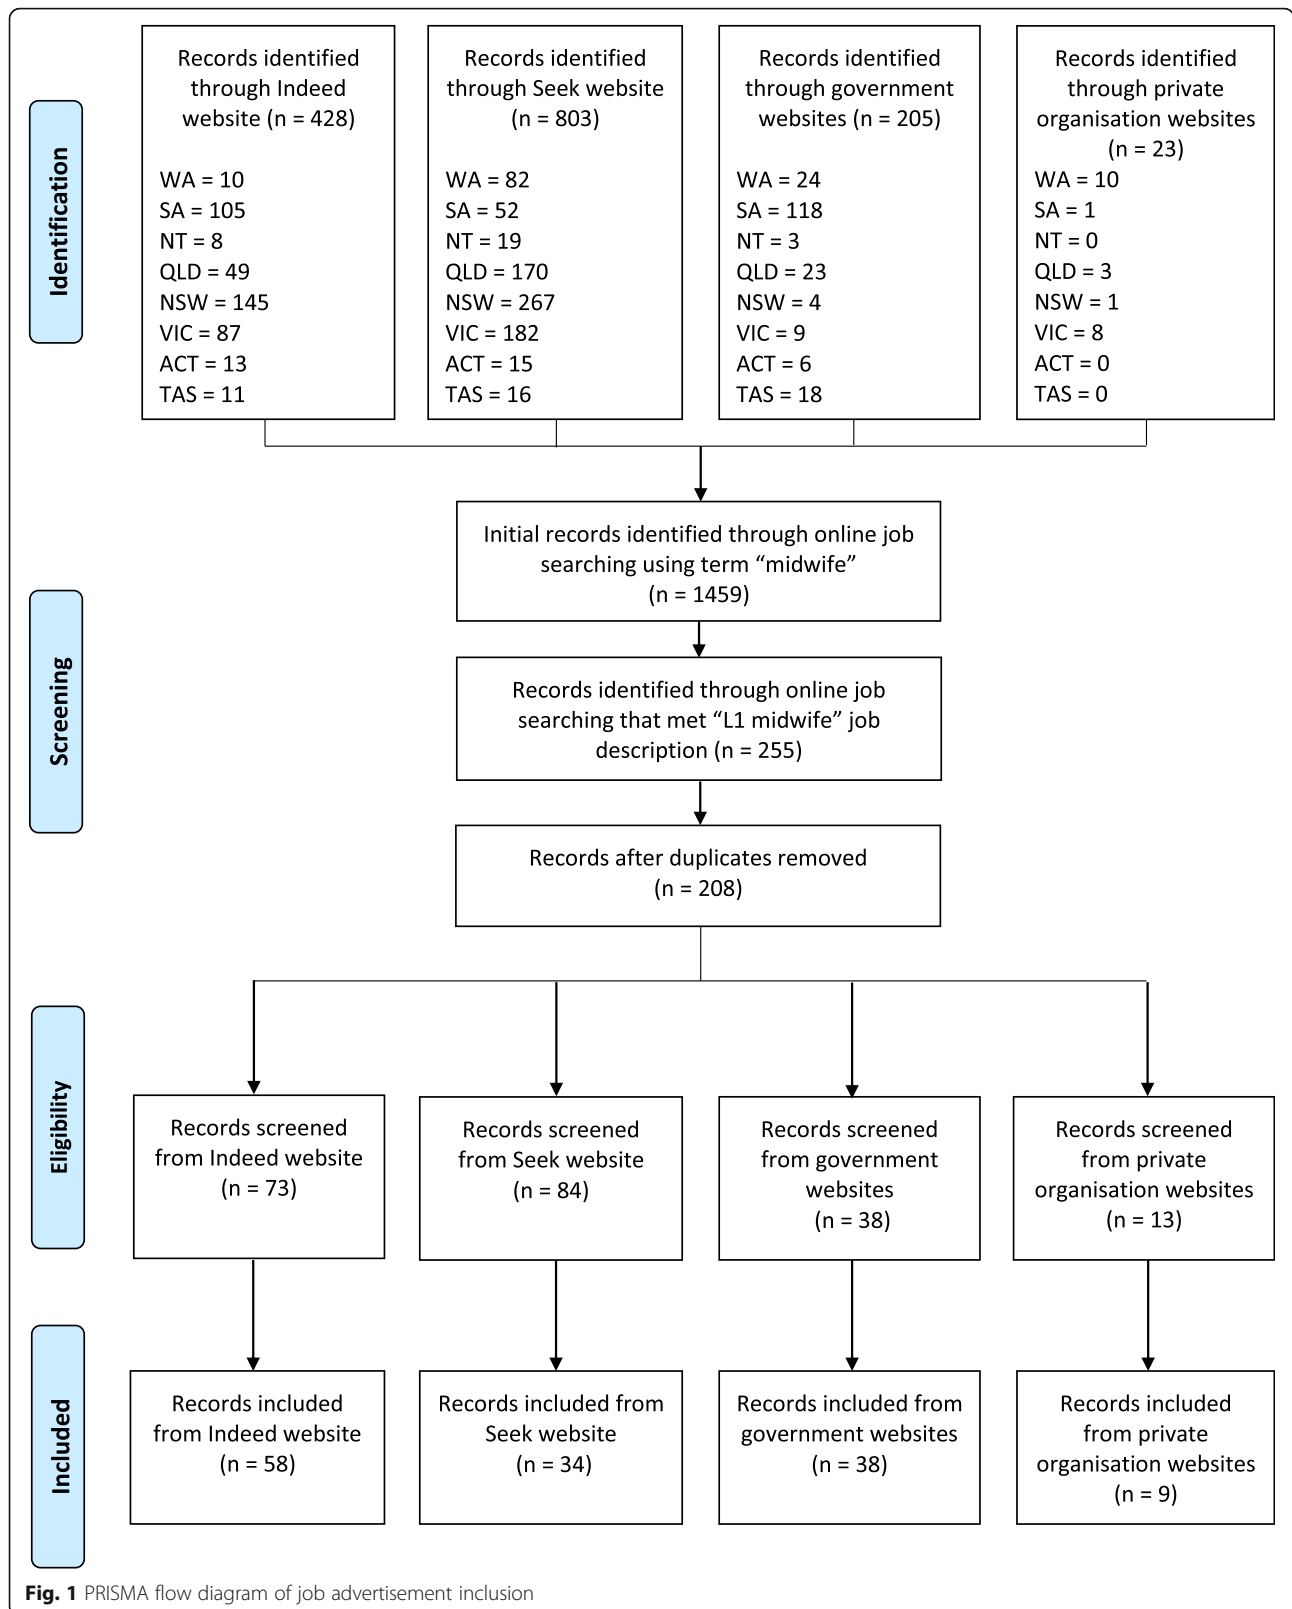 Identification
Records identified
through Indeed
website (n = 428)
WA = 10
SA = 105
NT = 8
QLD = 49
NSW = 145
VIC = 87
ACT = 13
TAS = 11
Records identified
through Seek website
(n = 803)
WA = 82
SA = 52
NT = 19
QLD = 170
NSW = 267
VIC = 182
ACT = 15
TAS = 16
Records identified
through government
websites (n = 205)
WA = 24
SA = 118
NT = 3
QLD = 23
NSW = 4
VIC = 9
ACT = 6
TAS = 18
Records identified
through private
organisation websites
(n = 23)
WA = 10
SA = 1
NT = 0
QLD = 3
NSW = 1
VIC = 8
ACT = 0
TAS = 0
Screening
Initial records identified through online job
searching using term “midwife”
(n = 1459)
Records identified through online job
searching that met “L1 midwife” job
description (n = 255)
Records after duplicates removed
(n = 208)
Eligibility
Records screened
from Indeed website
(n = 73)
Records screened
from Seek website
(n = 84)
Records screened
from government
websites
(n = 38)
Records screened
from private
organisation websites
(n = 13)
Included
Records included
from Indeed website
(n = 58)
Records included from
Seek website
(n = 34)
Records included from
government websites
(n = 38)
Records included
from private
organisation websites
(n = 9)
Fig. 1 PRISMA flow diagram of job advertisement inclusion